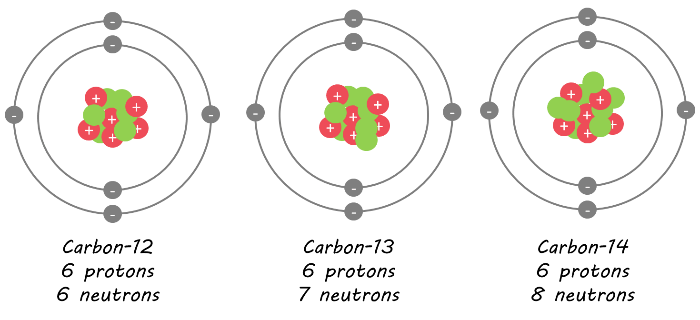 Carbon-12
6 protons
6 neutrons
Carbon-13
6 protons
7 neutrons
Carbon-14
6 protons
8 neutrons